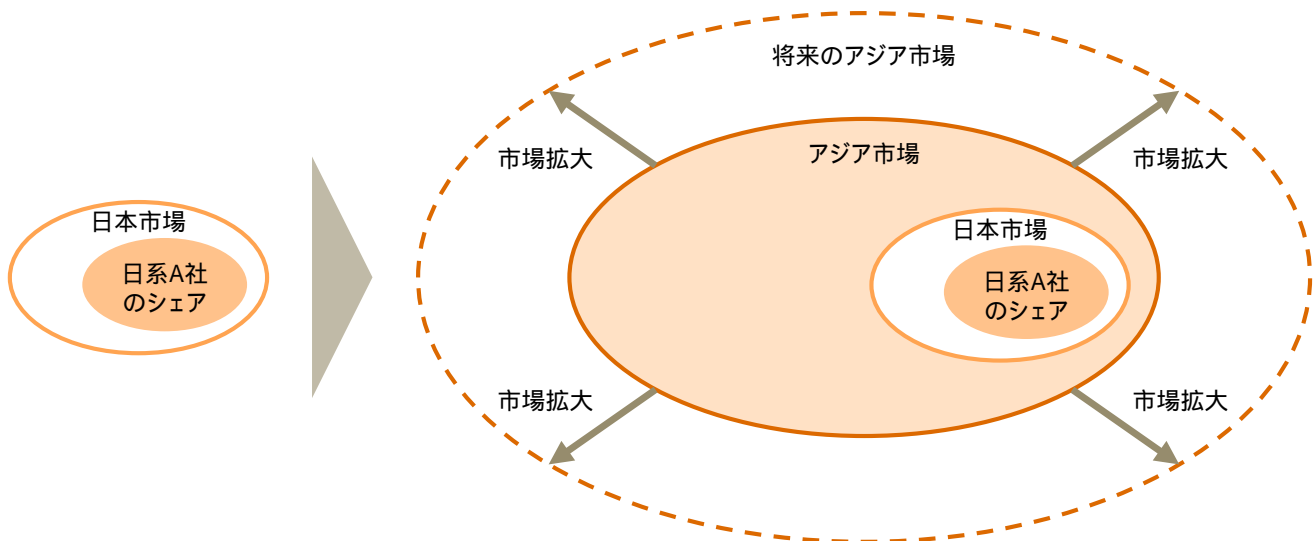 日本市場
日系A社
のシェア
将来のアジア市場
市場拡大
市場拡大
アジア市場
日本市場
日系A社
のシェア
市場拡大
市場拡大